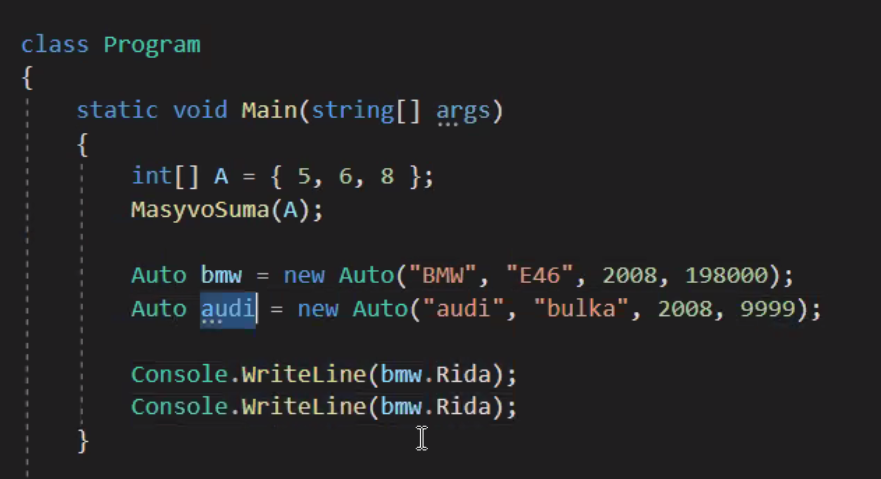 class Program
{
static void Main(string[] args)
{
int[] A = { 5, 6, 8 };
MasyvoSuma(A);
Auto bmw = new Auto("BMW", "E46", 2008, 198000);
Auto audi = new Auto("audi", "bulka", 2008, 9999);
Console.WriteLine(bmw.Rida);
Console.WriteLine(bmw.Rida);
}